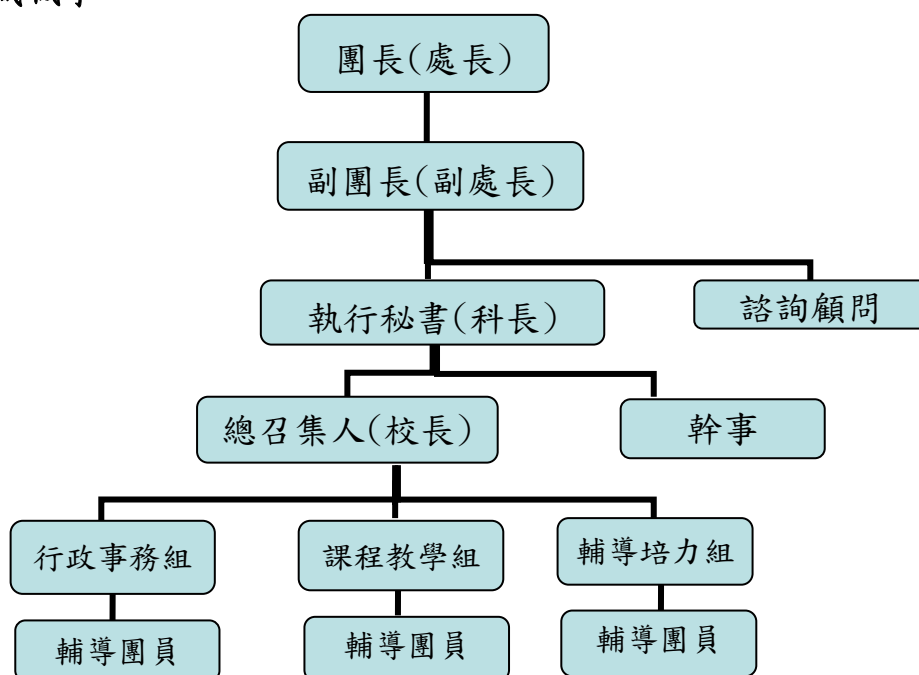 團長(處長)
副團長(副處長)
執行秘書(科長)
諮詢顧問
總召集人(校長)
幹事
行政事務組
課程教學組
輔導培力組
輔導團員
輔導團員
輔導團員